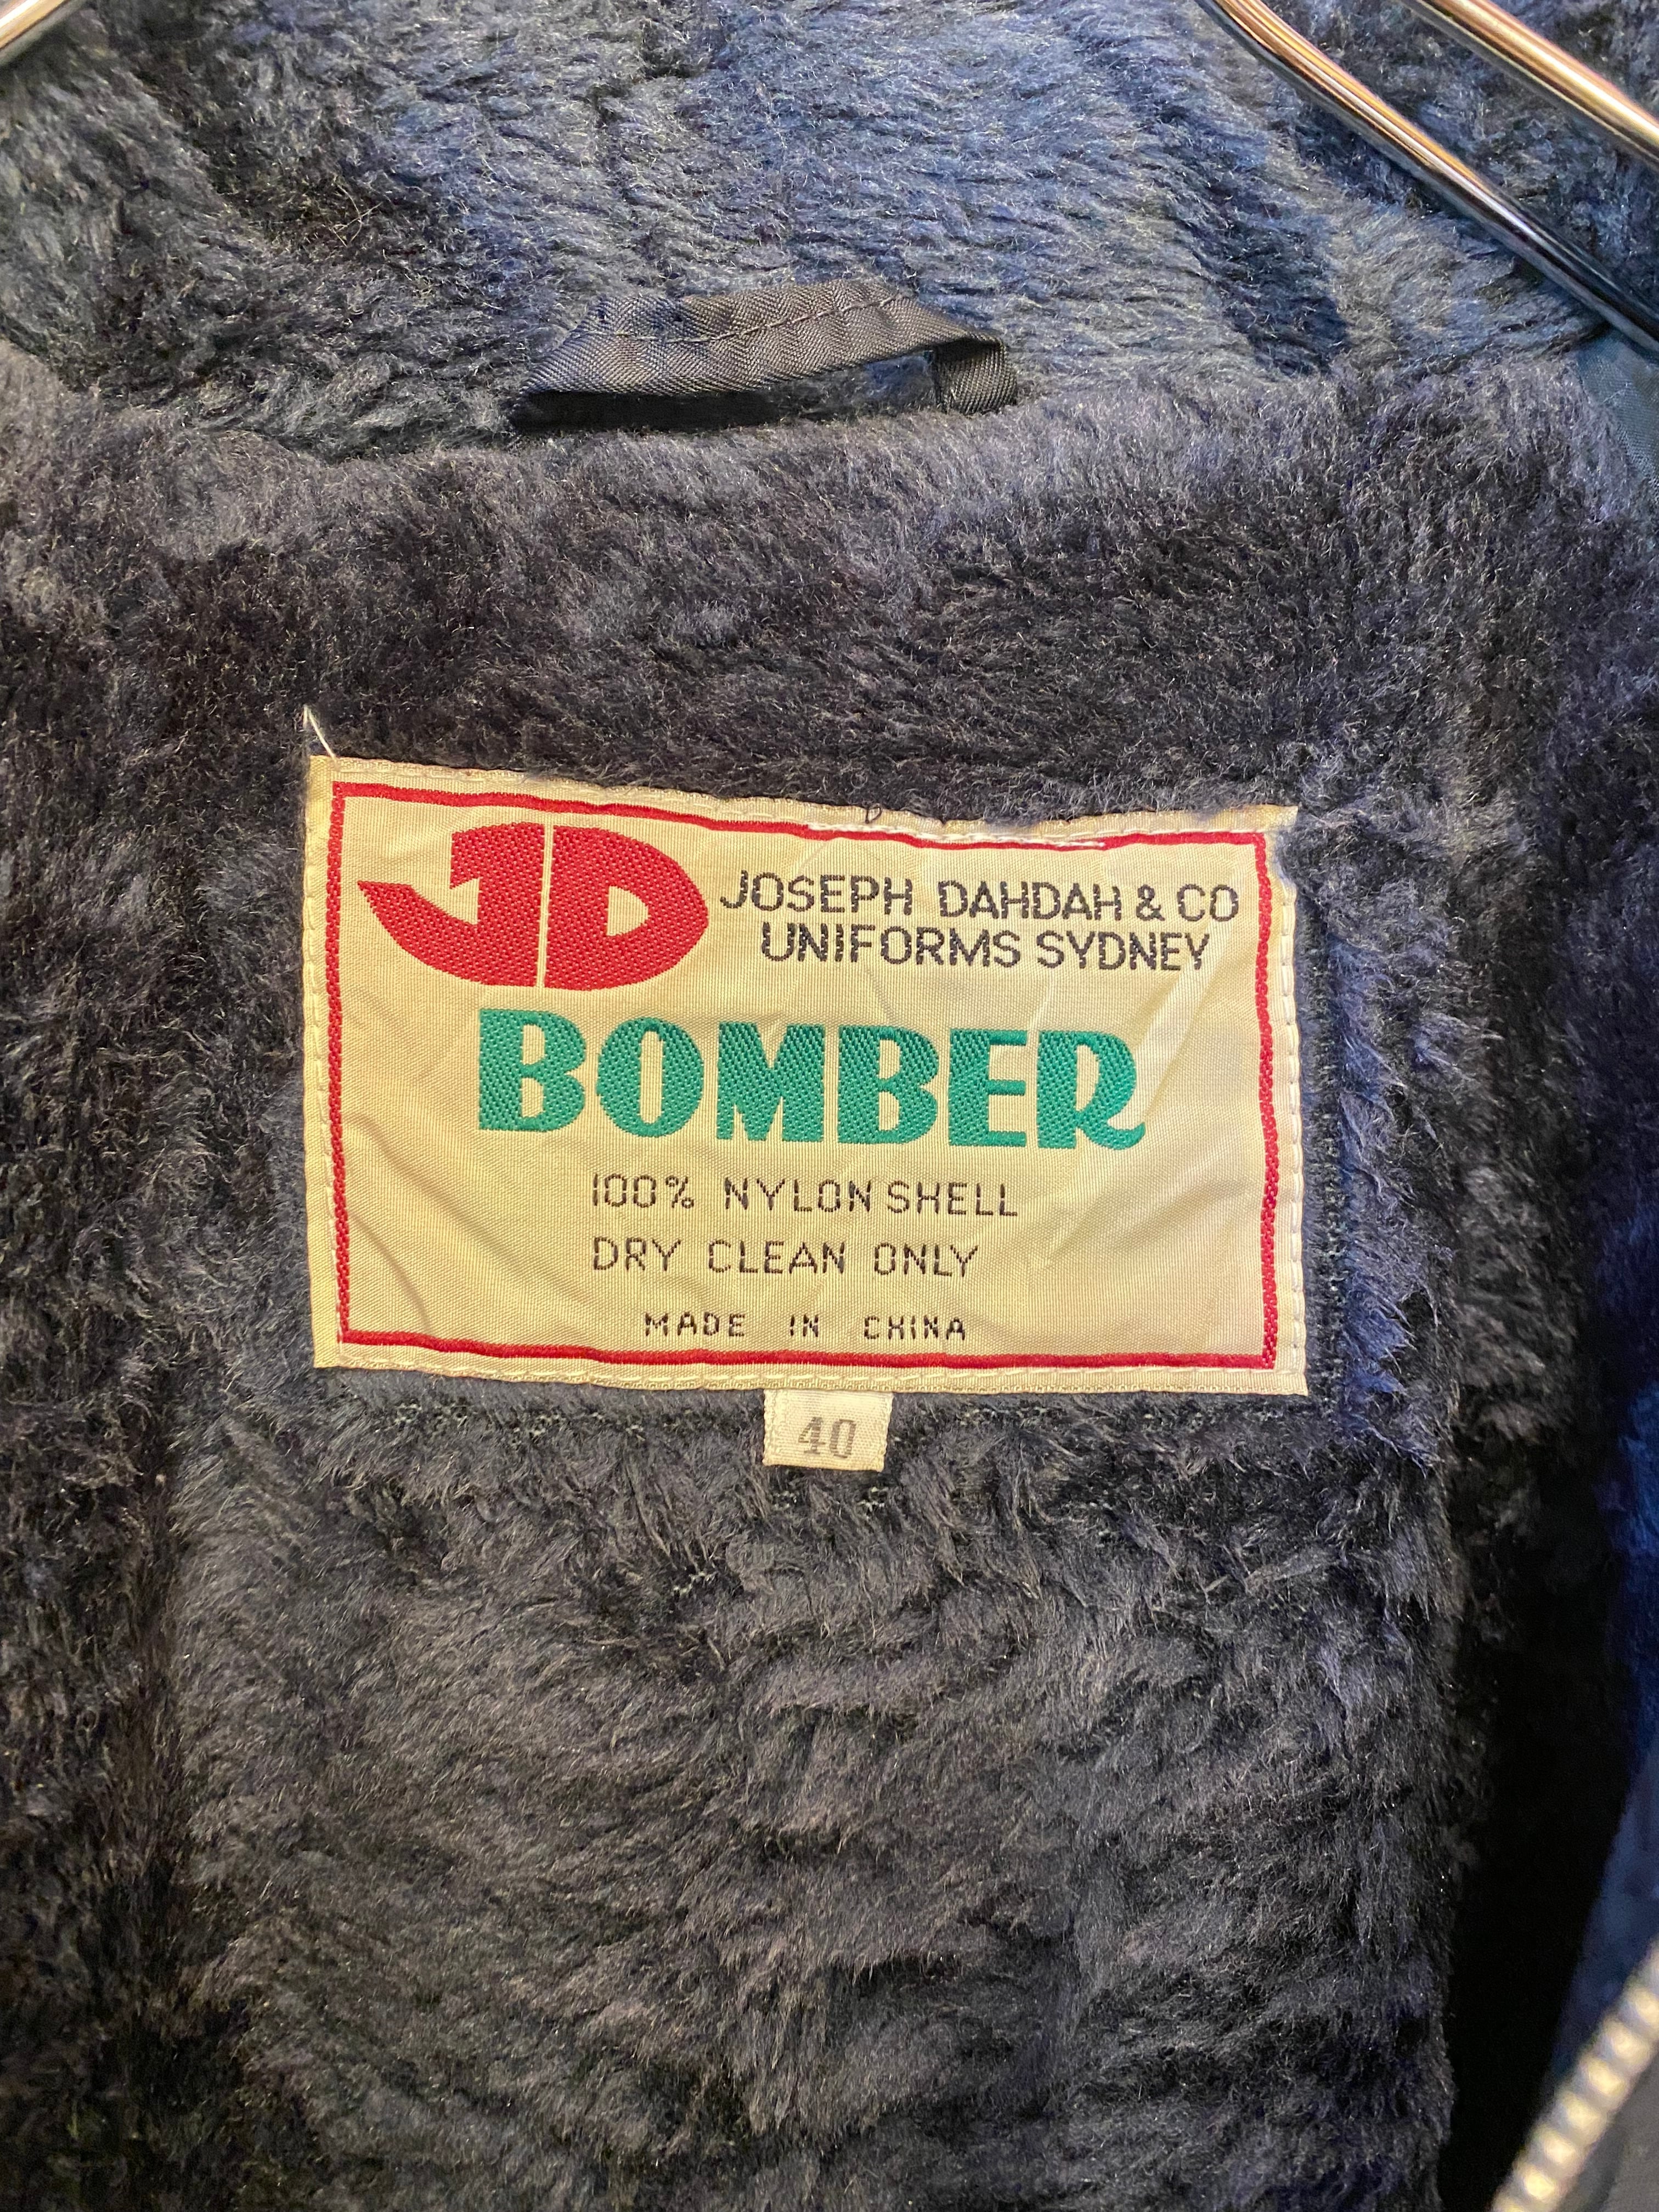 JD
JOSEPH DAHDAH & CO
UNIFORMS SYDNEY
BOMBER
100% NYLON SHELL
DRY CLEAN ONLY
MADE IN CHINA
40